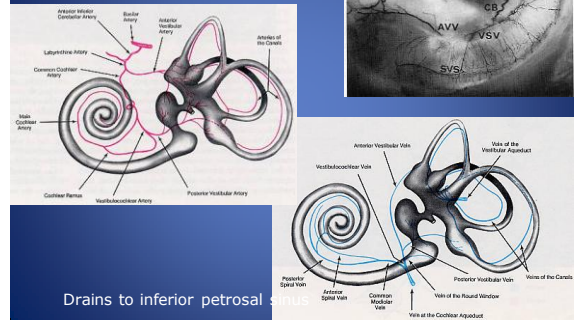 Anterior Inferior
Cerebellar Artery
Basilar
Artery
Anterior
Vestibular
Artery
Arteries of
the Canals
Labyrinthine Artery
Common Cochlear
Artery
Main
Cochlear
Artery
Cochlear Ramus
Vestibulocochlear Artery
Posterior Vestibular Artery
CB
AVV
VSV
SVS
Anterior Vestibular Vein
Vein of the
Vestibular Aqueduct
Vestibulocochlear Vein
Posterior
Spiral Vein
Anterior
Spiral Vein
Common
Modiolar
Vein
Posterior Vestibular Vein
Vein of the Round Window
Veins of the Canals
Vein at the Cochlear Aqueduct
Drains to inferior petrosal sinus